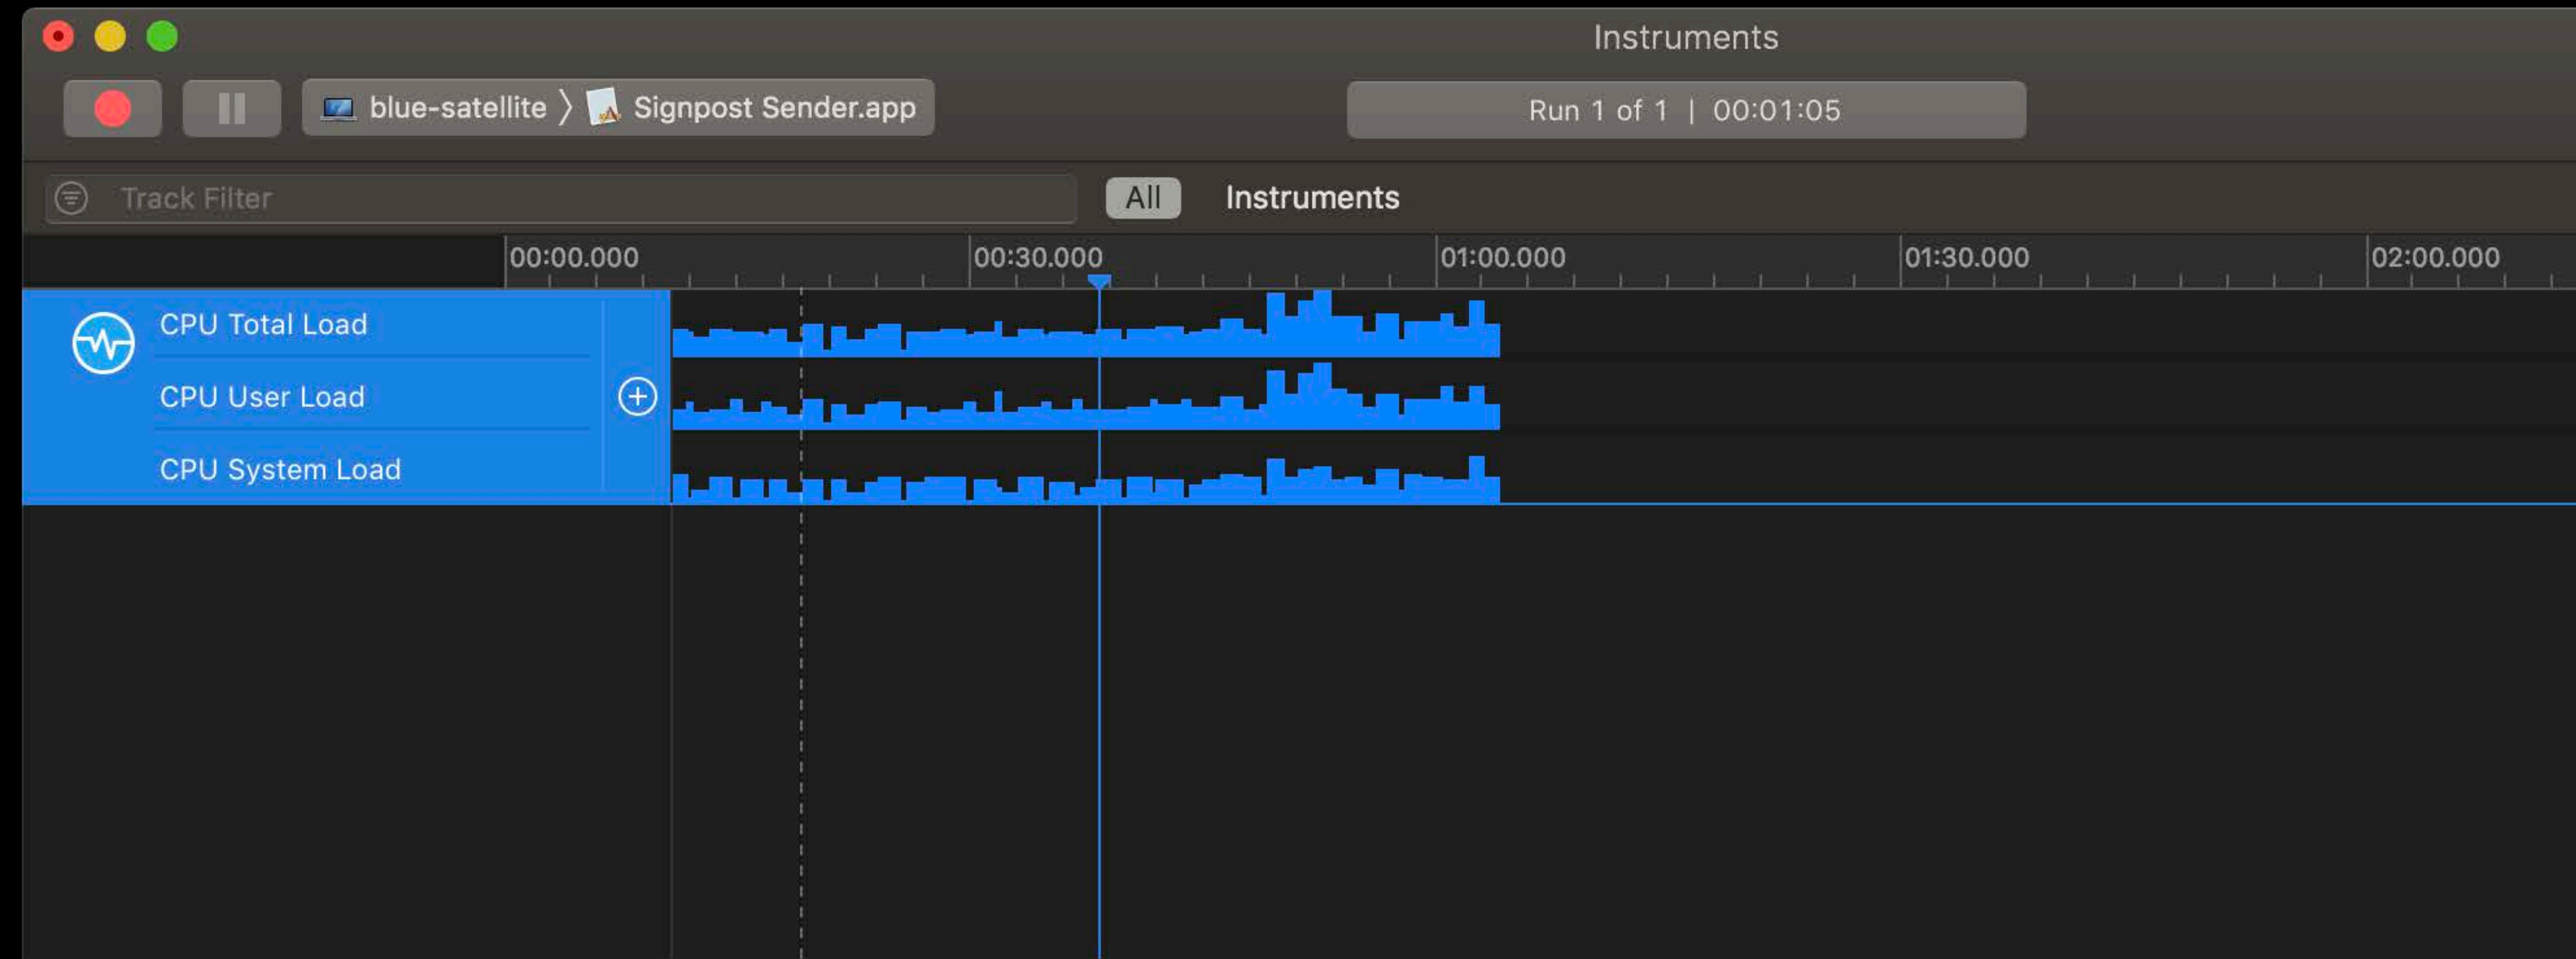 Instruments
blue-satellite 〉 Signpost Sender.app
Run 1 of 1 | 00:01:05
Track Filter
All Instruments
00:00.000 00:30.000 01:00.000 01:30.000 02:00.000
CPU Total Load
CPU User Load
CPU System Load